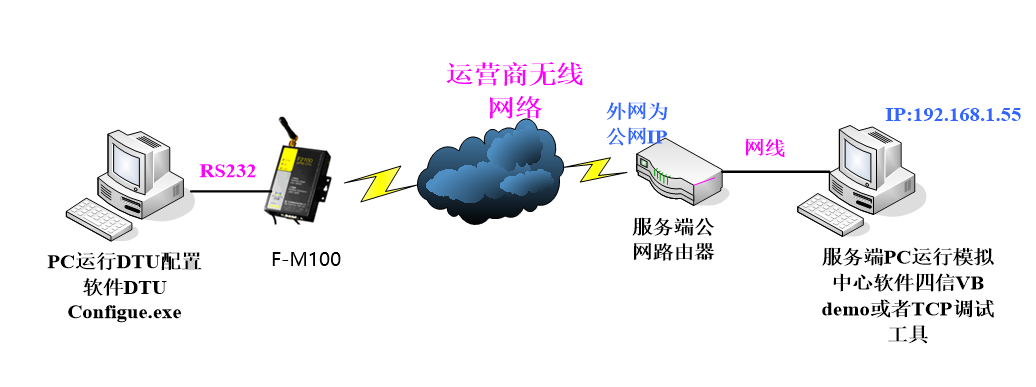 运营商无线
网络
外网为
公网IP
IP:192.168.1.55
RS232
网线
PC运行DTU配置
软件DTU
Configue.exe
F-M100
服务端公
网路由器
服务端PC运行模拟
中心软件四信VB
demo或者TCP调试
工具